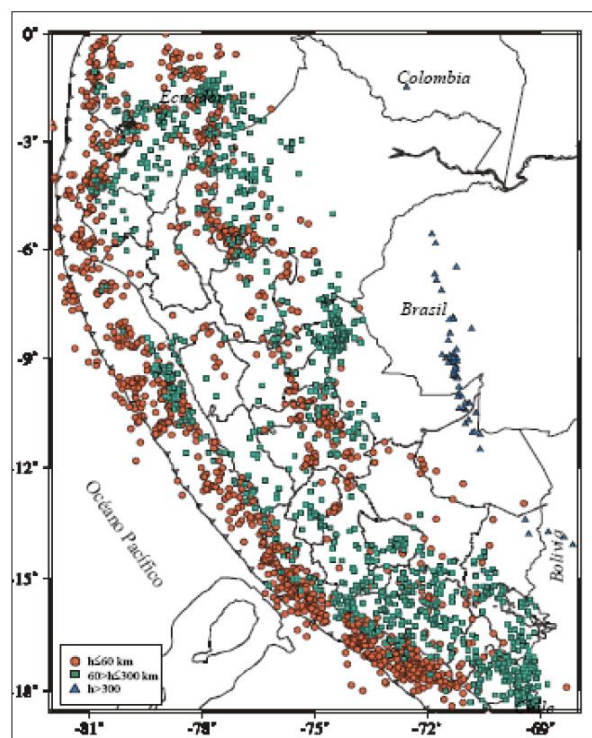 0°
Colombia
Ecuador
-3°
-6°
Brasil
-9°
-12°
Océano Pacífico
Bolivia
-15°
h≤60 km
60>h≤300 km
h>300
-18°
-81°
-78°
-75°
-72°
-69°